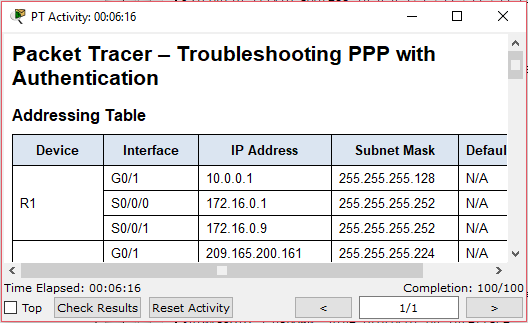 PT Activity: 00:06:16
Packet Tracer – Troubleshooting PPP with
Authentication
Addressing Table
Device Interface IP Address Subnet Mask Defaul
R1
G0/1 10.0.0.1 255.255.255.128 N/A
S0/0/0 172.16.0.1 255.255.255.252 N/A
S0/0/1 172.16.0.9 255.255.255.252 N/A
G0/1 209.165.200.161 255.255.255.224 N/A
Time Elapsed: 00:06:16 Completion: 100/100
Top Check Results Reset Activity < 1/1 >